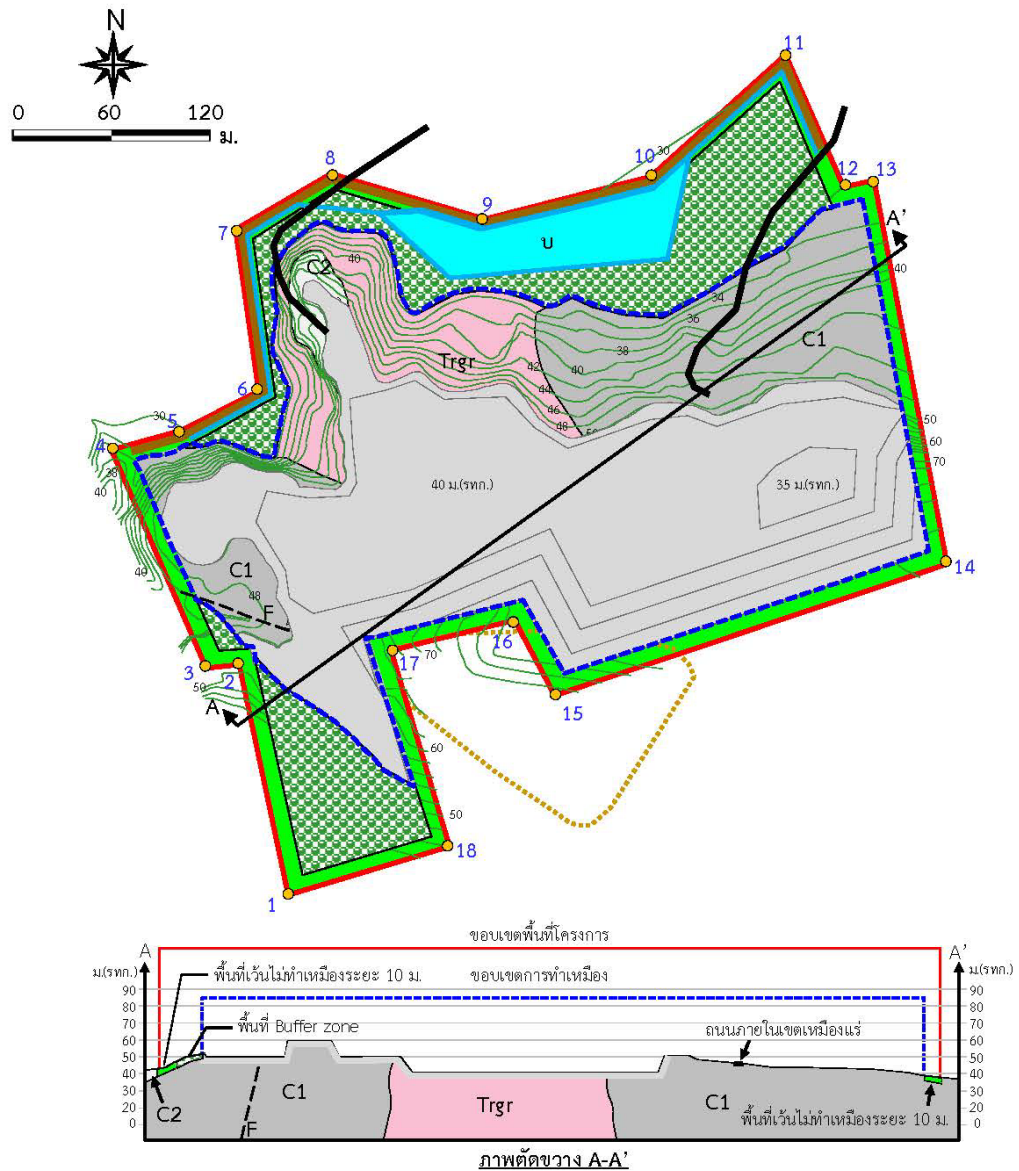 N
0 60 120
ม.
11
8
10
30
12 13
9
7
A'
บ
C2
40
40
34
36
C1
Trgr
38
42
40
44
6
46
48
50
5
30
50
4
60
38
70
40
40 ม.(รทก.)
35 ม.(รทก.)
C1
14
40
48
F
16
17
70
3
2
50
15
A
60
50
18
1
ขอบเขตพื้นที่โครงการ
A
A'
ม.(รทก.)
พื้นที่เว้นไม่ทำเหมืองระยะ 10 ม.
ขอบเขตการทำเหมือง
ม.(รทก.)
90
90
80
80
70
พื้นที่ Buffer zone
ถนนภายในเขตเหมืองแร่
70
60
60
50
50
40
40
30
C1
30
20
Trgr
C1
20
10
C2
พื้นที่เว้นไม่ทำเหมืองระยะ 10 ม.
10
0
F
0
ภาพตัดขวาง A-A'